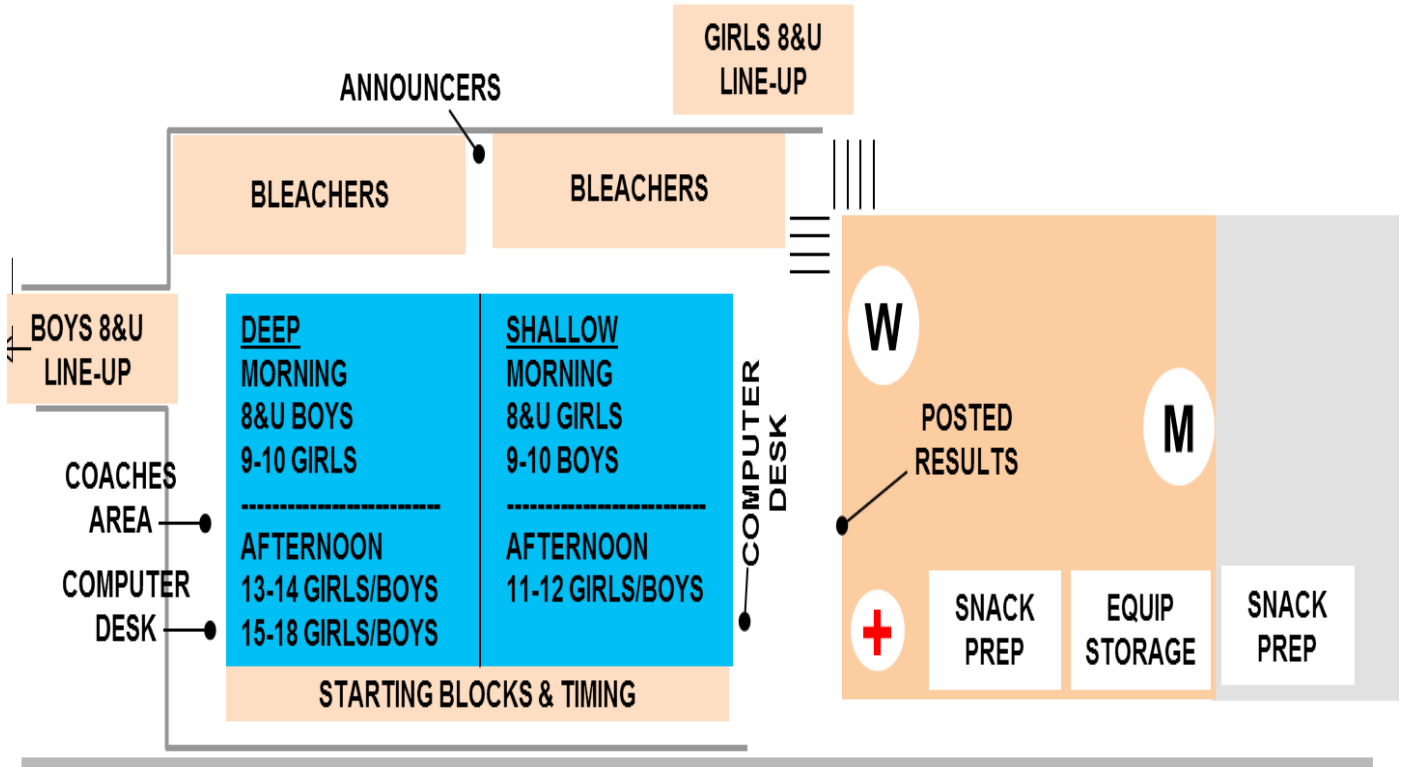 GIRLS 8&U
LINE-UP
ANNOUNCERS
BLEACHERS
BLEACHERS
BOYS 8&U
LINE-UP
DEEP
MORNING
8&U BOYS
9-10 GIRLS
---------------------------
AFTERNOON
13-14 GIRLS/BOYS
15-18 GIRLS/BOYS
SHALLOW
MORNING
8&U GIRLS
9-10 BOYS
---------------------------
AFTERNOON
11-12 GIRLS/BOYS
COACHES
AREA
COMPUTER
DESK
STARTING BLOCKS & TIMING
COMPUTER
DESK
W
M
POSTED
RESULTS
+
SNACK
PREP
EQUIP
STORAGE
SNACK
PREP